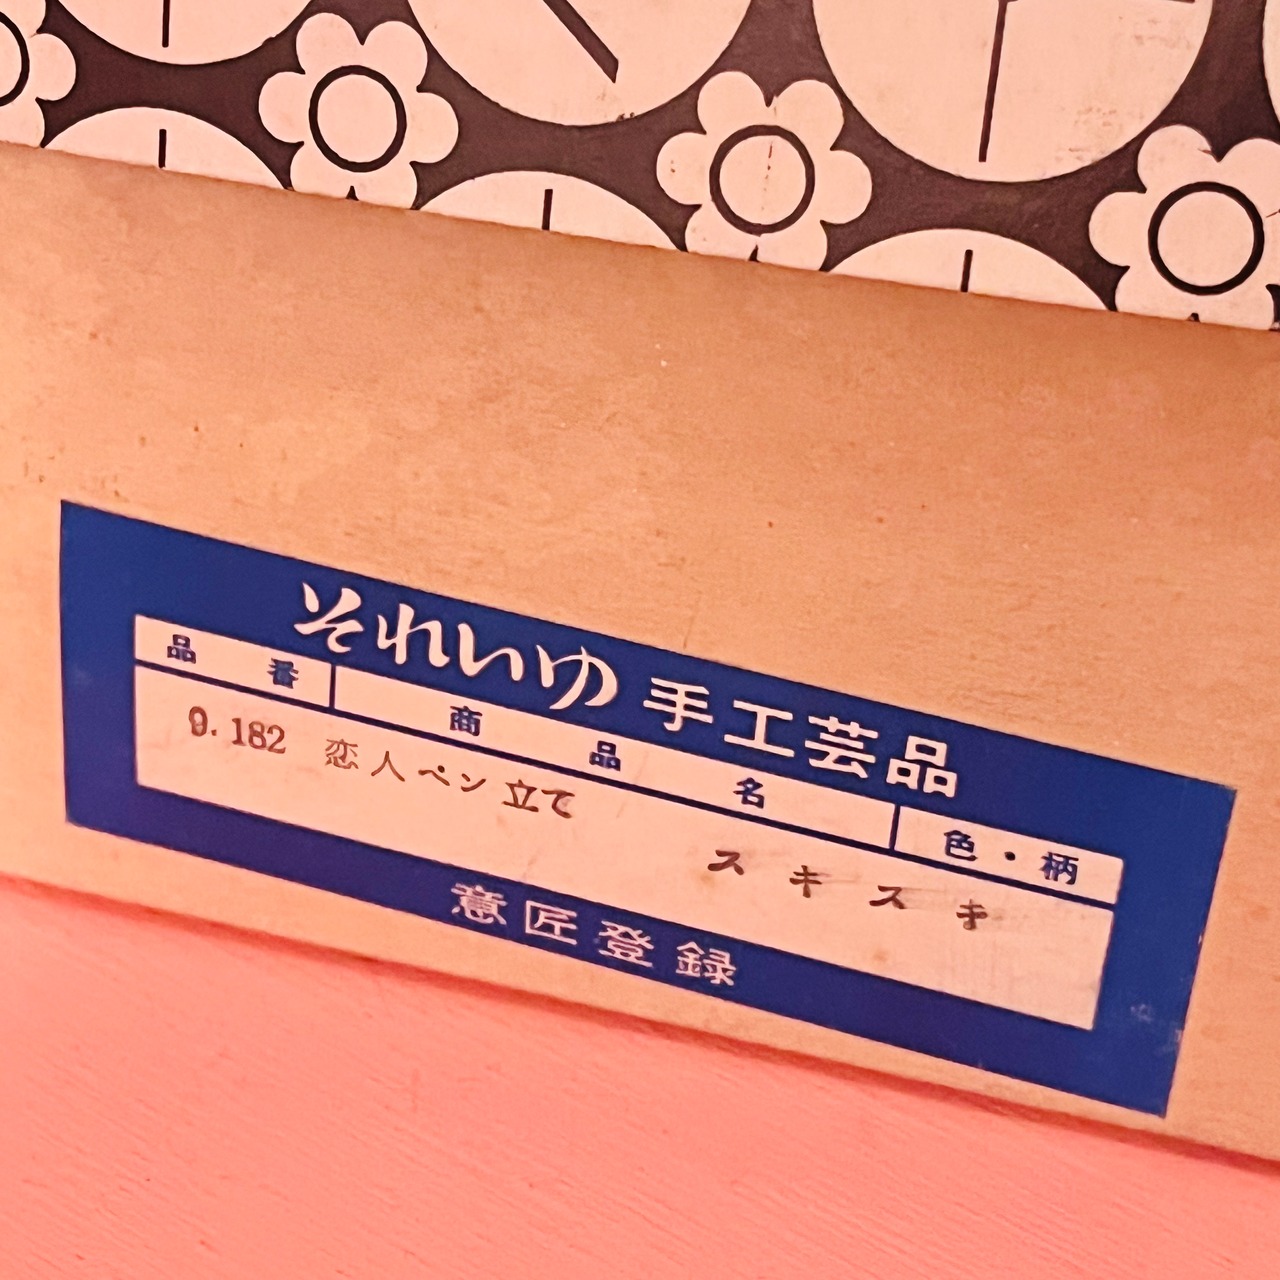 それいゆ 手工芸品
品番 商品名 色・柄
9.182 恋人ペン立て スキスキ
意匠登録